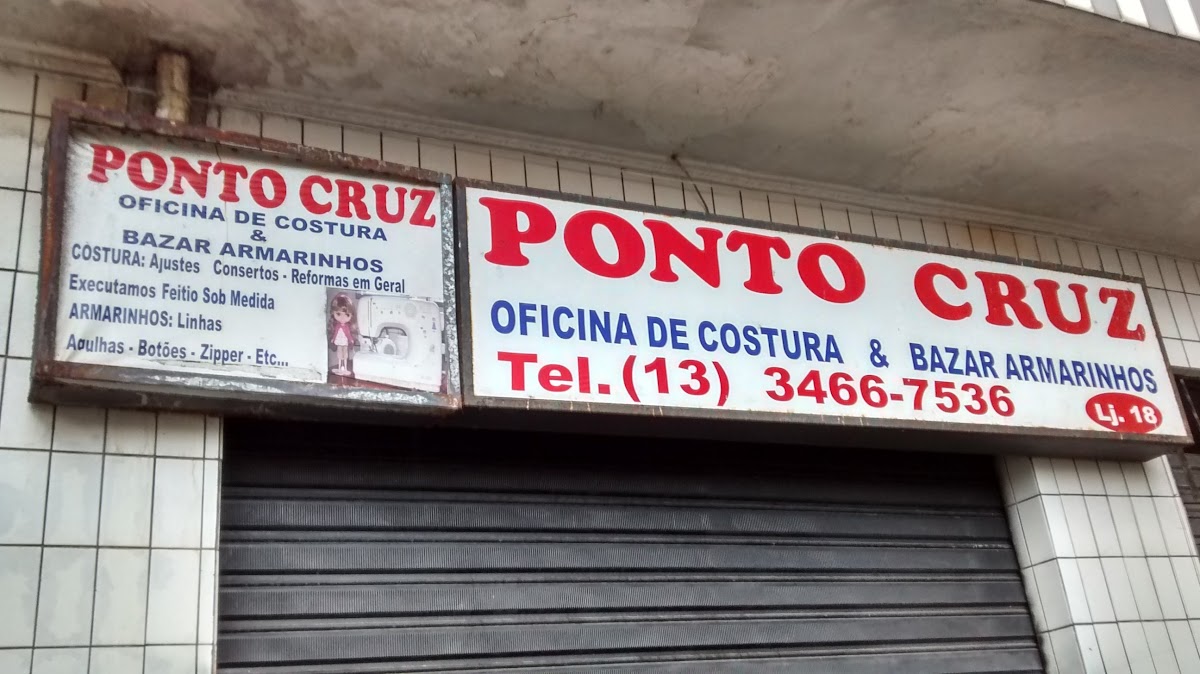 PONTO CRUZ
OFICINA DE COSTURA
&
BAZAR ARMARINHOS
COSTURA: Ajustes Consertos - Reformas em Geral
Executamos Feitio Sob Medida
ARMARINHOS: Linhas
Agulhas - Botões - Zipper - Etc...
PONTO CRUZ
OFICINA DE COSTURA & BAZAR ARMARINHOS
Tel. (13) 3466-7536
Lj. 18